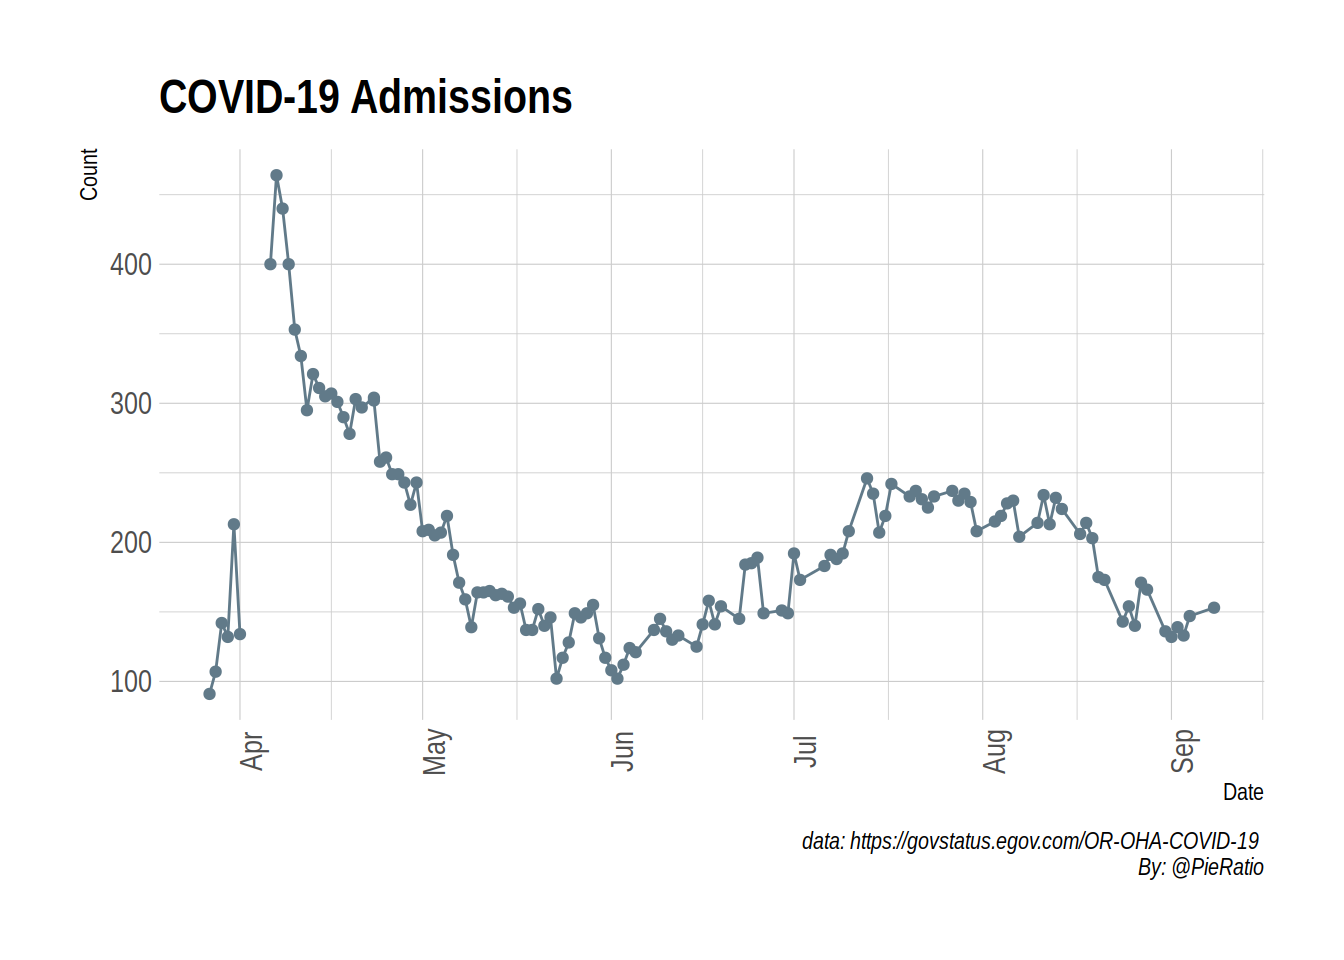 COVID-19 Admissions
Count
400
300
200
100
Apr
May
Jun
Jul
Aug
Sep
Date
data: https://govstatus.egov.com/OR-OHA-COVID-19
By: @PieRatio